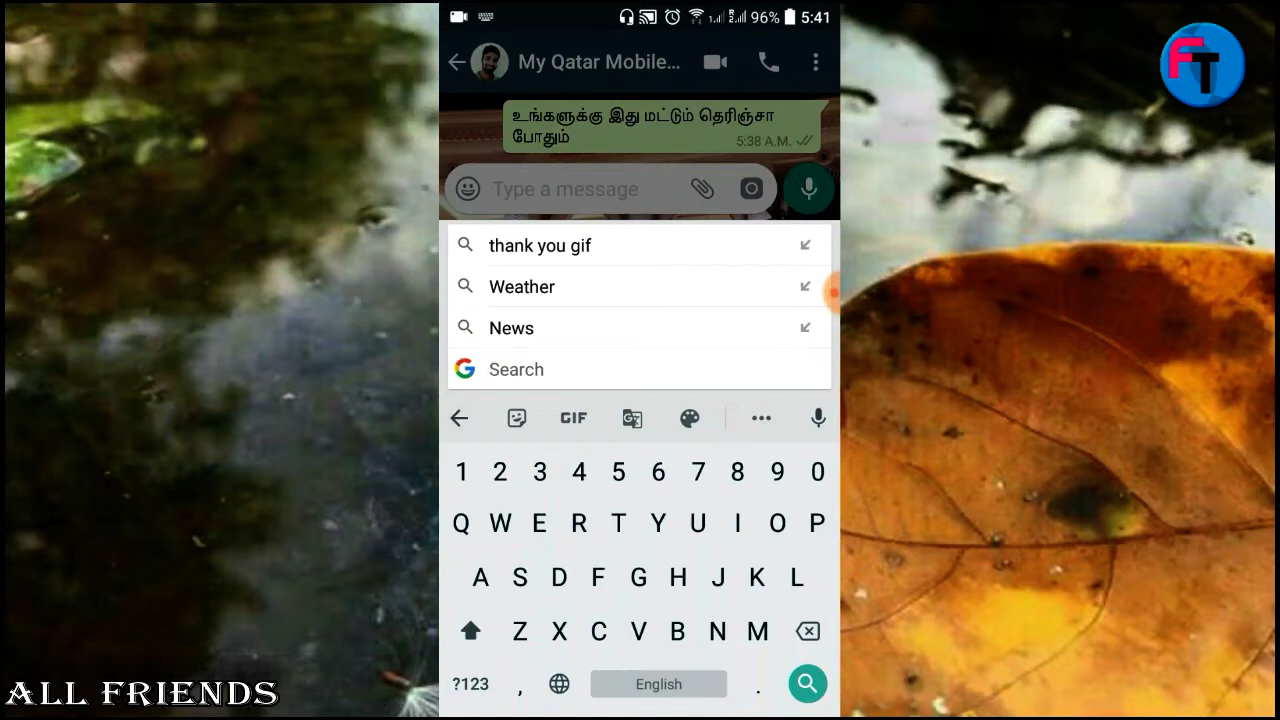 96% 5:41
FT
My Qatar Mobile...
உங்களுக்கு இது மட்டும் தெரிஞ்சா
போதும்
5:38 A.M.
Type a message
thank you gif
Weather
News
Search
GIF
1 2 3 4 5 6 7 8 9 0
Q W E R T Y U I O P
A S D F G H J K L
Z X C V B N M
?123 , English .
ALL FRIENDS